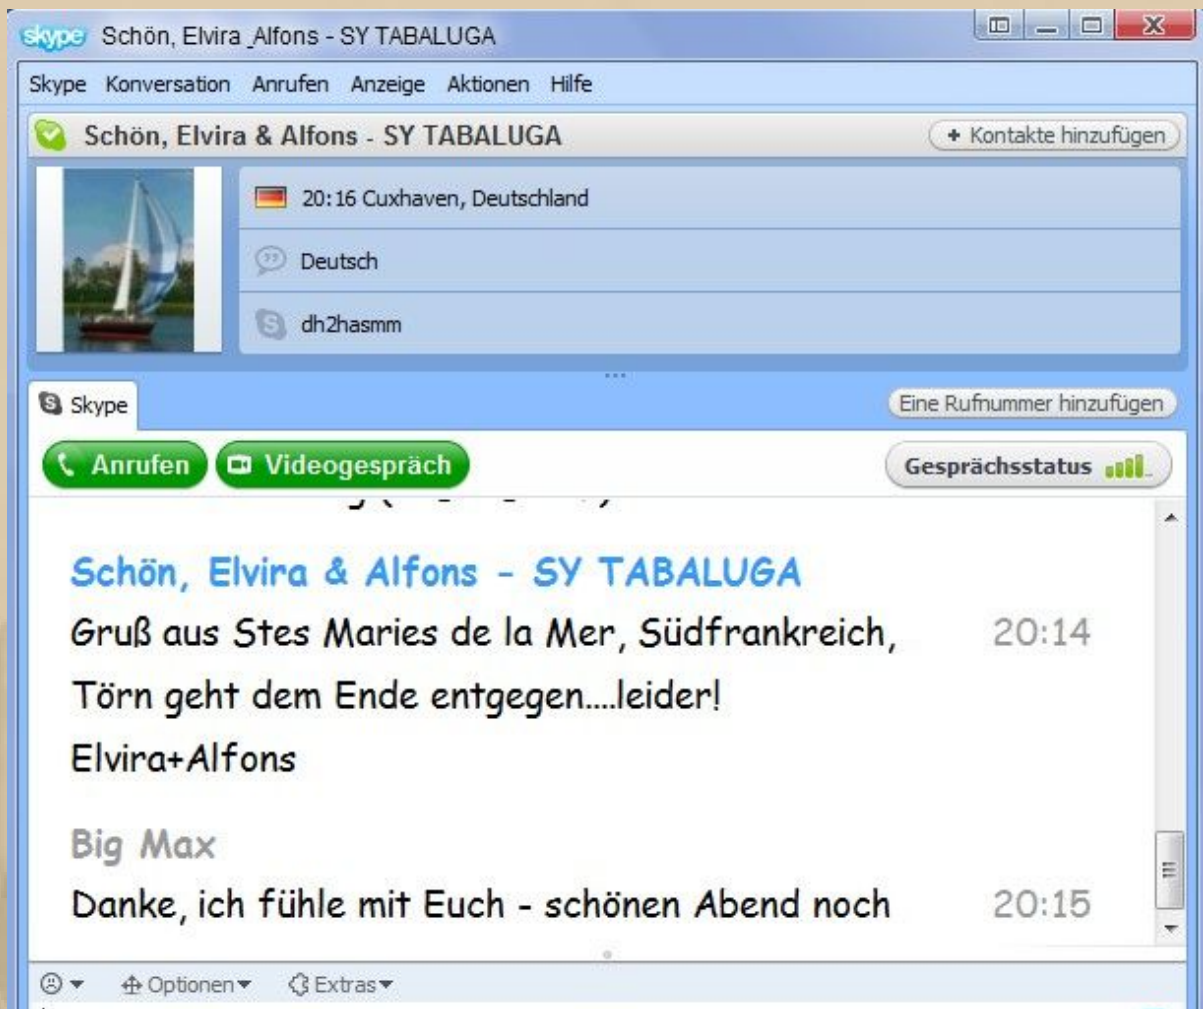 skype Schön, Elvira _Alfons - SY TABALUGA
Skype Konversation Anrufen Anzeige Aktionen Hilfe
Schön, Elvira & Alfons - SY TABALUGA + Kontakte hinzufügen
20:16 Cuxhaven, Deutschland
Deutsch
dh2hasmm
Skype Eine Rufnummer hinzufügen
Anrufen Videogespräch Gesprächsstatus
Schön, Elvira & Alfons - SY TABALUGA
Gruß aus Stes Maries de la Mer, Südfrankreich, 20:14
Törn geht dem Ende entgegen....leider!
Elvira+Alfons
Big Max
Danke, ich fühle mit Euch - schönen Abend noch 20:15
Optionen Extras